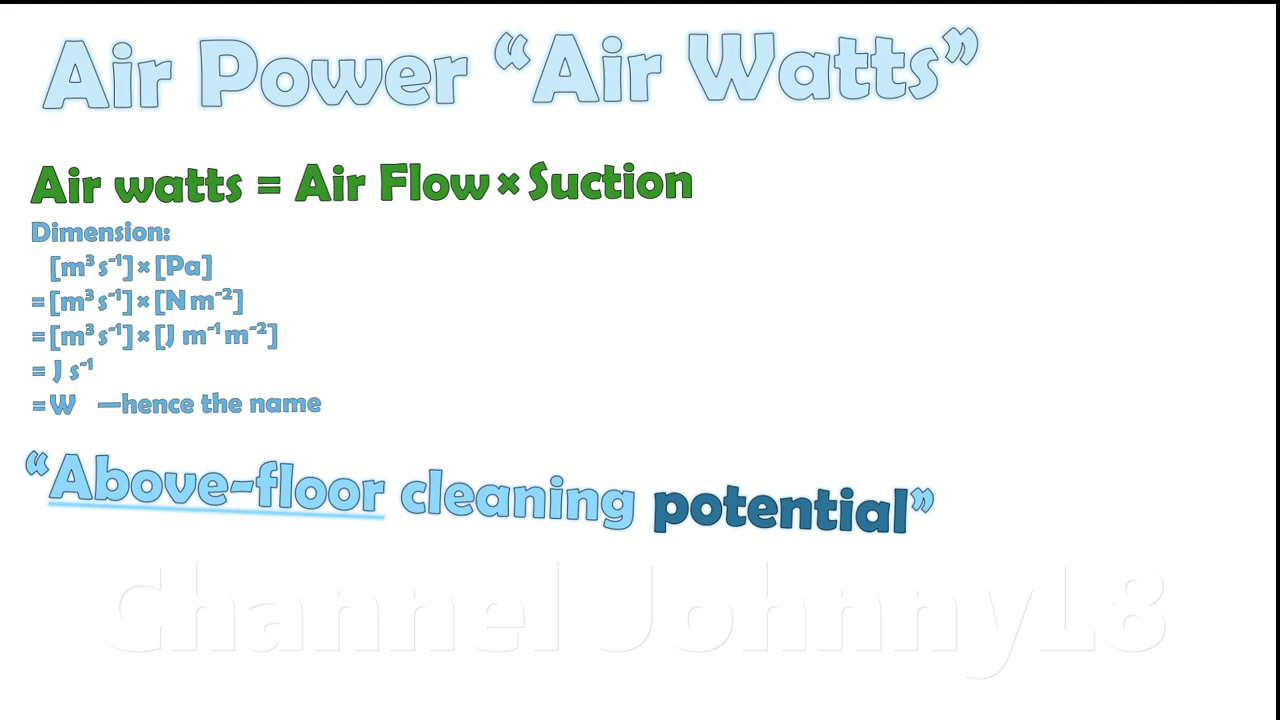 Air Power “Air Watts”
Air watts = Air Flow × Suction
Dimension:
[m³ s⁻¹] × [Pa]
= [m³ s⁻¹] × [N m⁻²]
= [m³ s⁻¹] × [J m⁻¹ m⁻²]
= J s⁻¹
= W —hence the name
“Above-floor cleaning potential”
Channel JohnnyL8